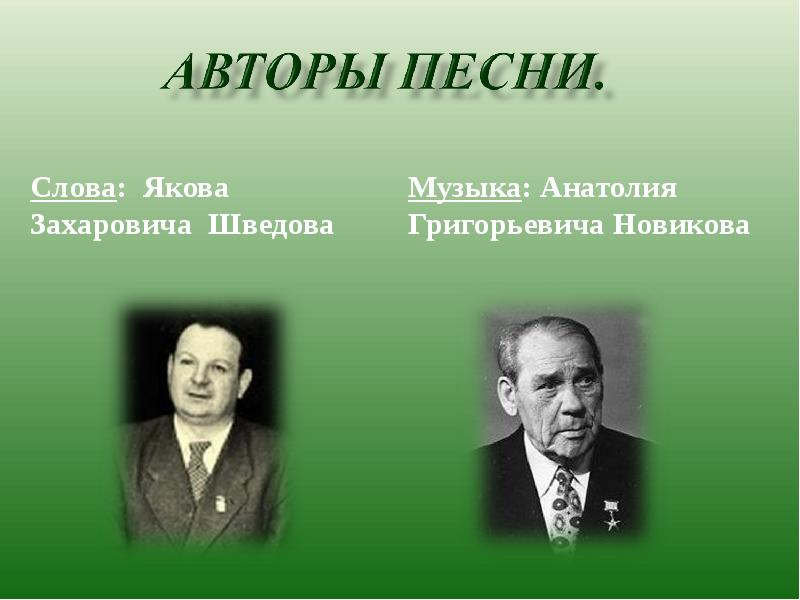 АВТОРЫ ПЕСНИ.
Слова:  Якова
Захаровича  Шведова
Музыка: Анатолия
Григорьевича Новикова